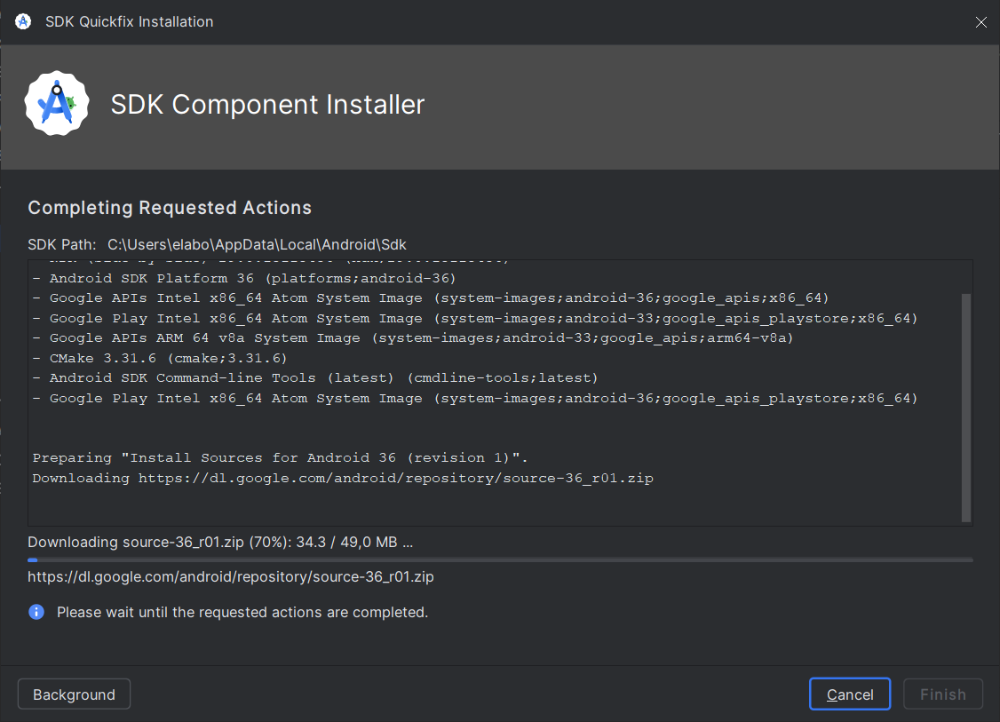 SDK Quickfix Installation
SDK Component Installer
Completing Requested Actions
SDK Path: C:\Users\elabo\AppData\Local\Android\Sdk
- Android SDK Platform 36 (platforms;android-36)
- Google APIs Intel x86_64 Atom System Image (system-images;android-36;google_apis;x86_64)
- Google Play Intel x86_64 Atom System Image (system-images;android-33;google_apis_playstore;x86_64)
- Google APIs ARM 64 v8a System Image (system-images;android-33;google_apis;arm64-v8a)
- CMake 3.31.6 (cmake;3.31.6)
- Android SDK Command-line Tools (latest) (cmdline-tools;latest)
- Google Play Intel x86_64 Atom System Image (system-images;android-36;google_apis_playstore;x86_64)
Preparing "Install Sources for Android 36 (revision 1)".
Downloading https://dl.google.com/android/repository/source-36_r01.zip
Downloading source-36_r01.zip (70%): 34.3 / 49,0 MB ...
https://dl.google.com/android/repository/source-36_r01.zip
Please wait until the requested actions are completed.
Background
Cancel
Finish